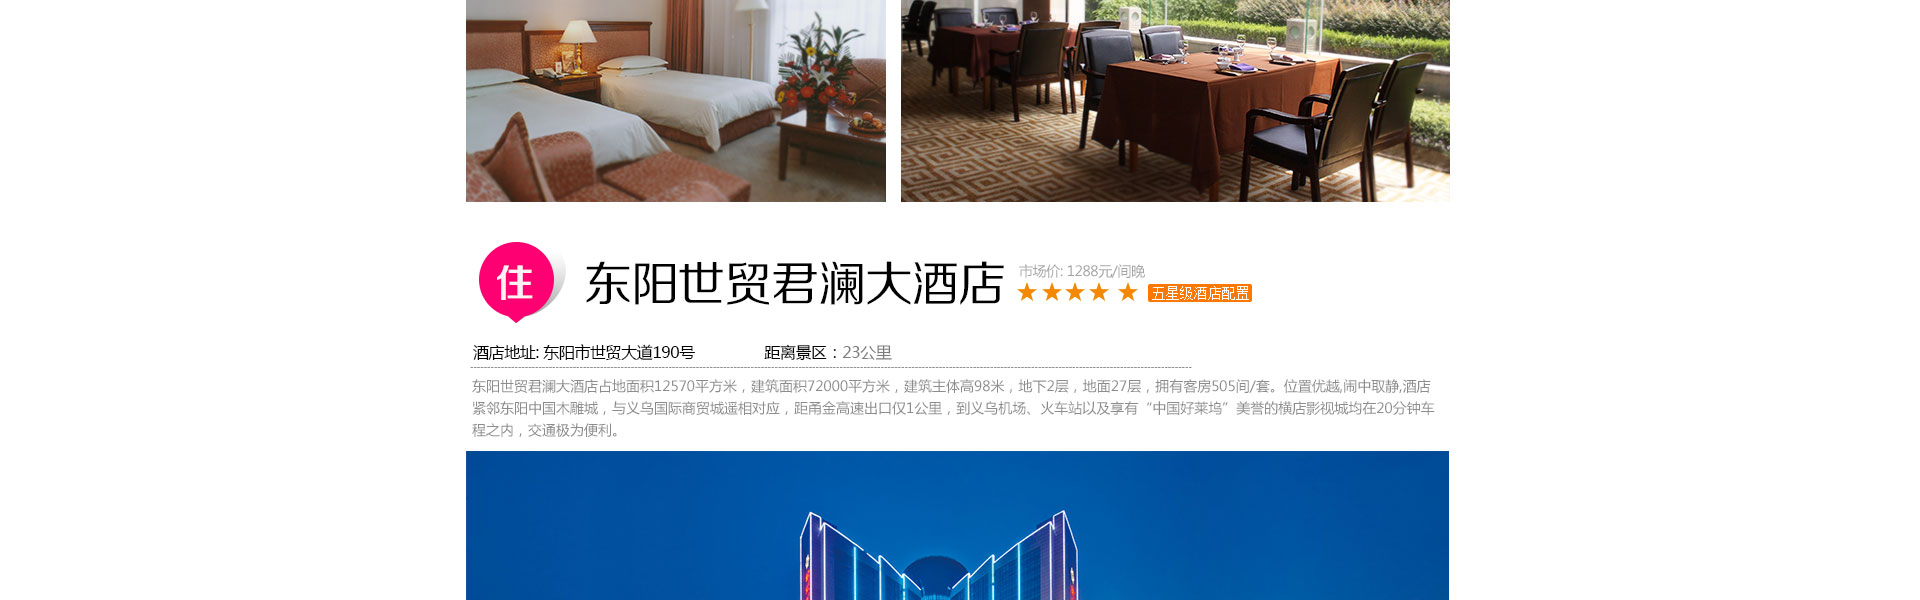 住
东阳世贸君澜大酒店
市场价: 1288元/间晚
五星级酒店配置
酒店地址: 东阳市世贸大道190号
距离景区：23公里
东阳世贸君澜大酒店占地面积12570平方米，建筑面积72000平方米，建筑主体高98米，地下2层，地面27层，拥有客房505间/套。位置优越,闹中取静,酒店
紧邻东阳中国木雕城，与义乌国际商贸城遥相对应，距甬金高速出口仅1公里，到义乌机场、火车站以及享有“中国好莱坞”美誉的横店影视城均在20分钟车
程之内，交通极为便利。